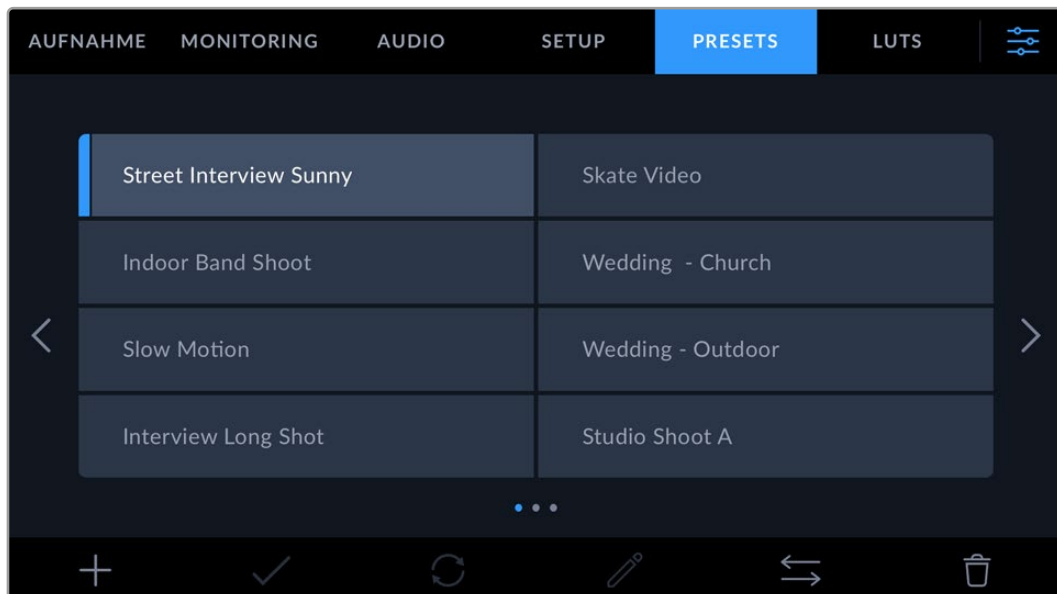 AUFNAHME MONITORING AUDIO SETUP PRESETS LUTS
Street Interview Sunny Skate Video
Indoor Band Shoot Wedding - Church
Slow Motion Wedding - Outdoor
Interview Long Shot Studio Shoot A